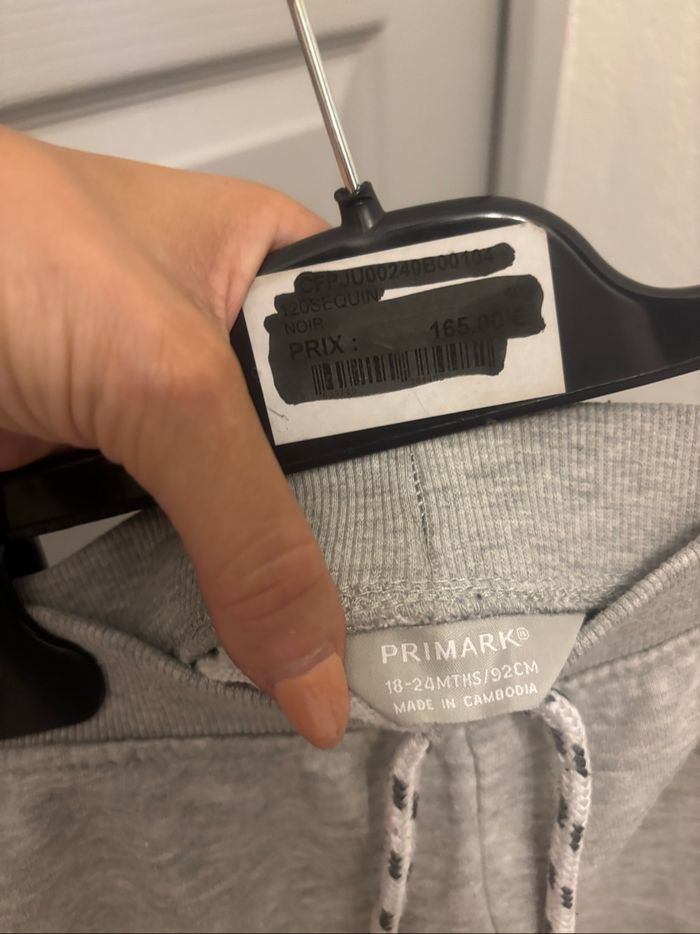 CFPJU00240B00104
120SEQUIN
NOIR
PRIX : 165.00 €
PRIMARK®
18-24MTHS/92CM
MADE IN CAMBODIA